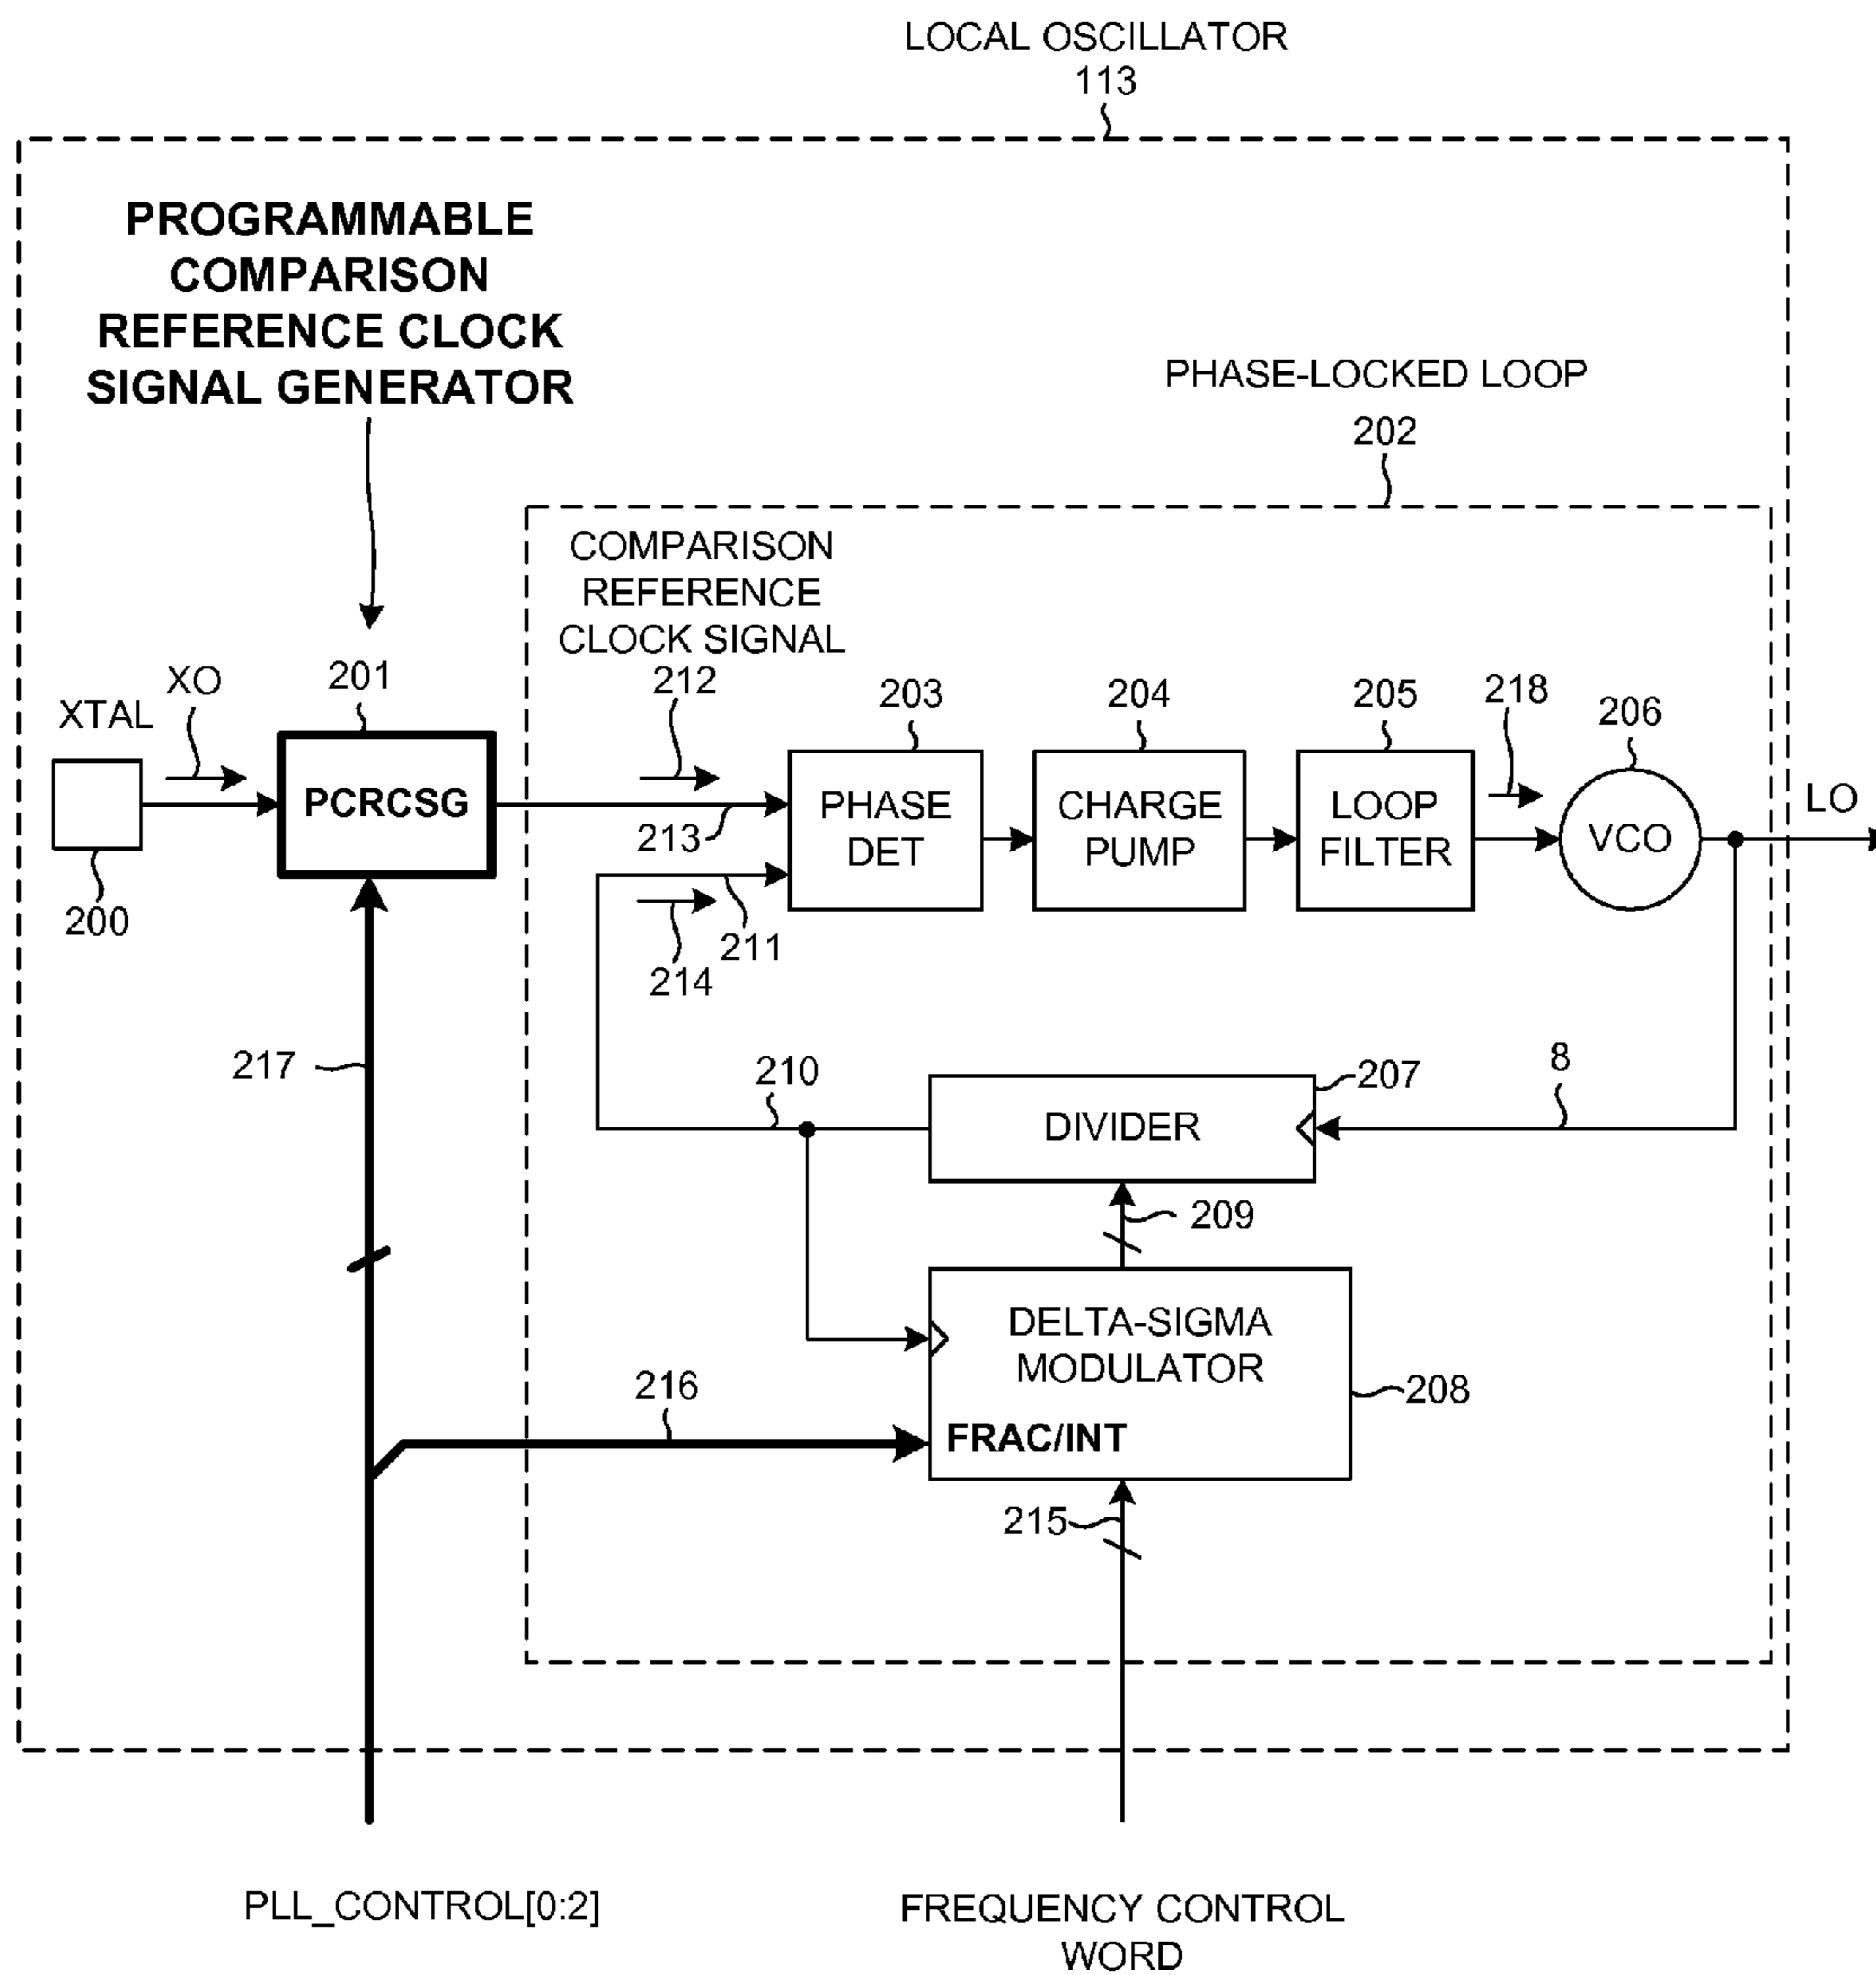 LOCAL OSCILLATOR
113
PROGRAMMABLE
COMPARISON
REFERENCE CLOCK
SIGNAL GENERATOR
PHASE-LOCKED LOOP
202
COMPARISON
REFERENCE
CLOCK SIGNAL
XTAL
XO
201
212
203
204
205
218
206
PCRCSG
PHASE
DET
CHARGE
PUMP
LOOP
FILTER
VCO
LO
200
213
211
214
217
210
DIVIDER
207
8
209
DELTA-SIGMA
MODULATOR
208
216
FRAC/INT
215
PLL_CONTROL[0:2]
FREQUENCY CONTROL
WORD